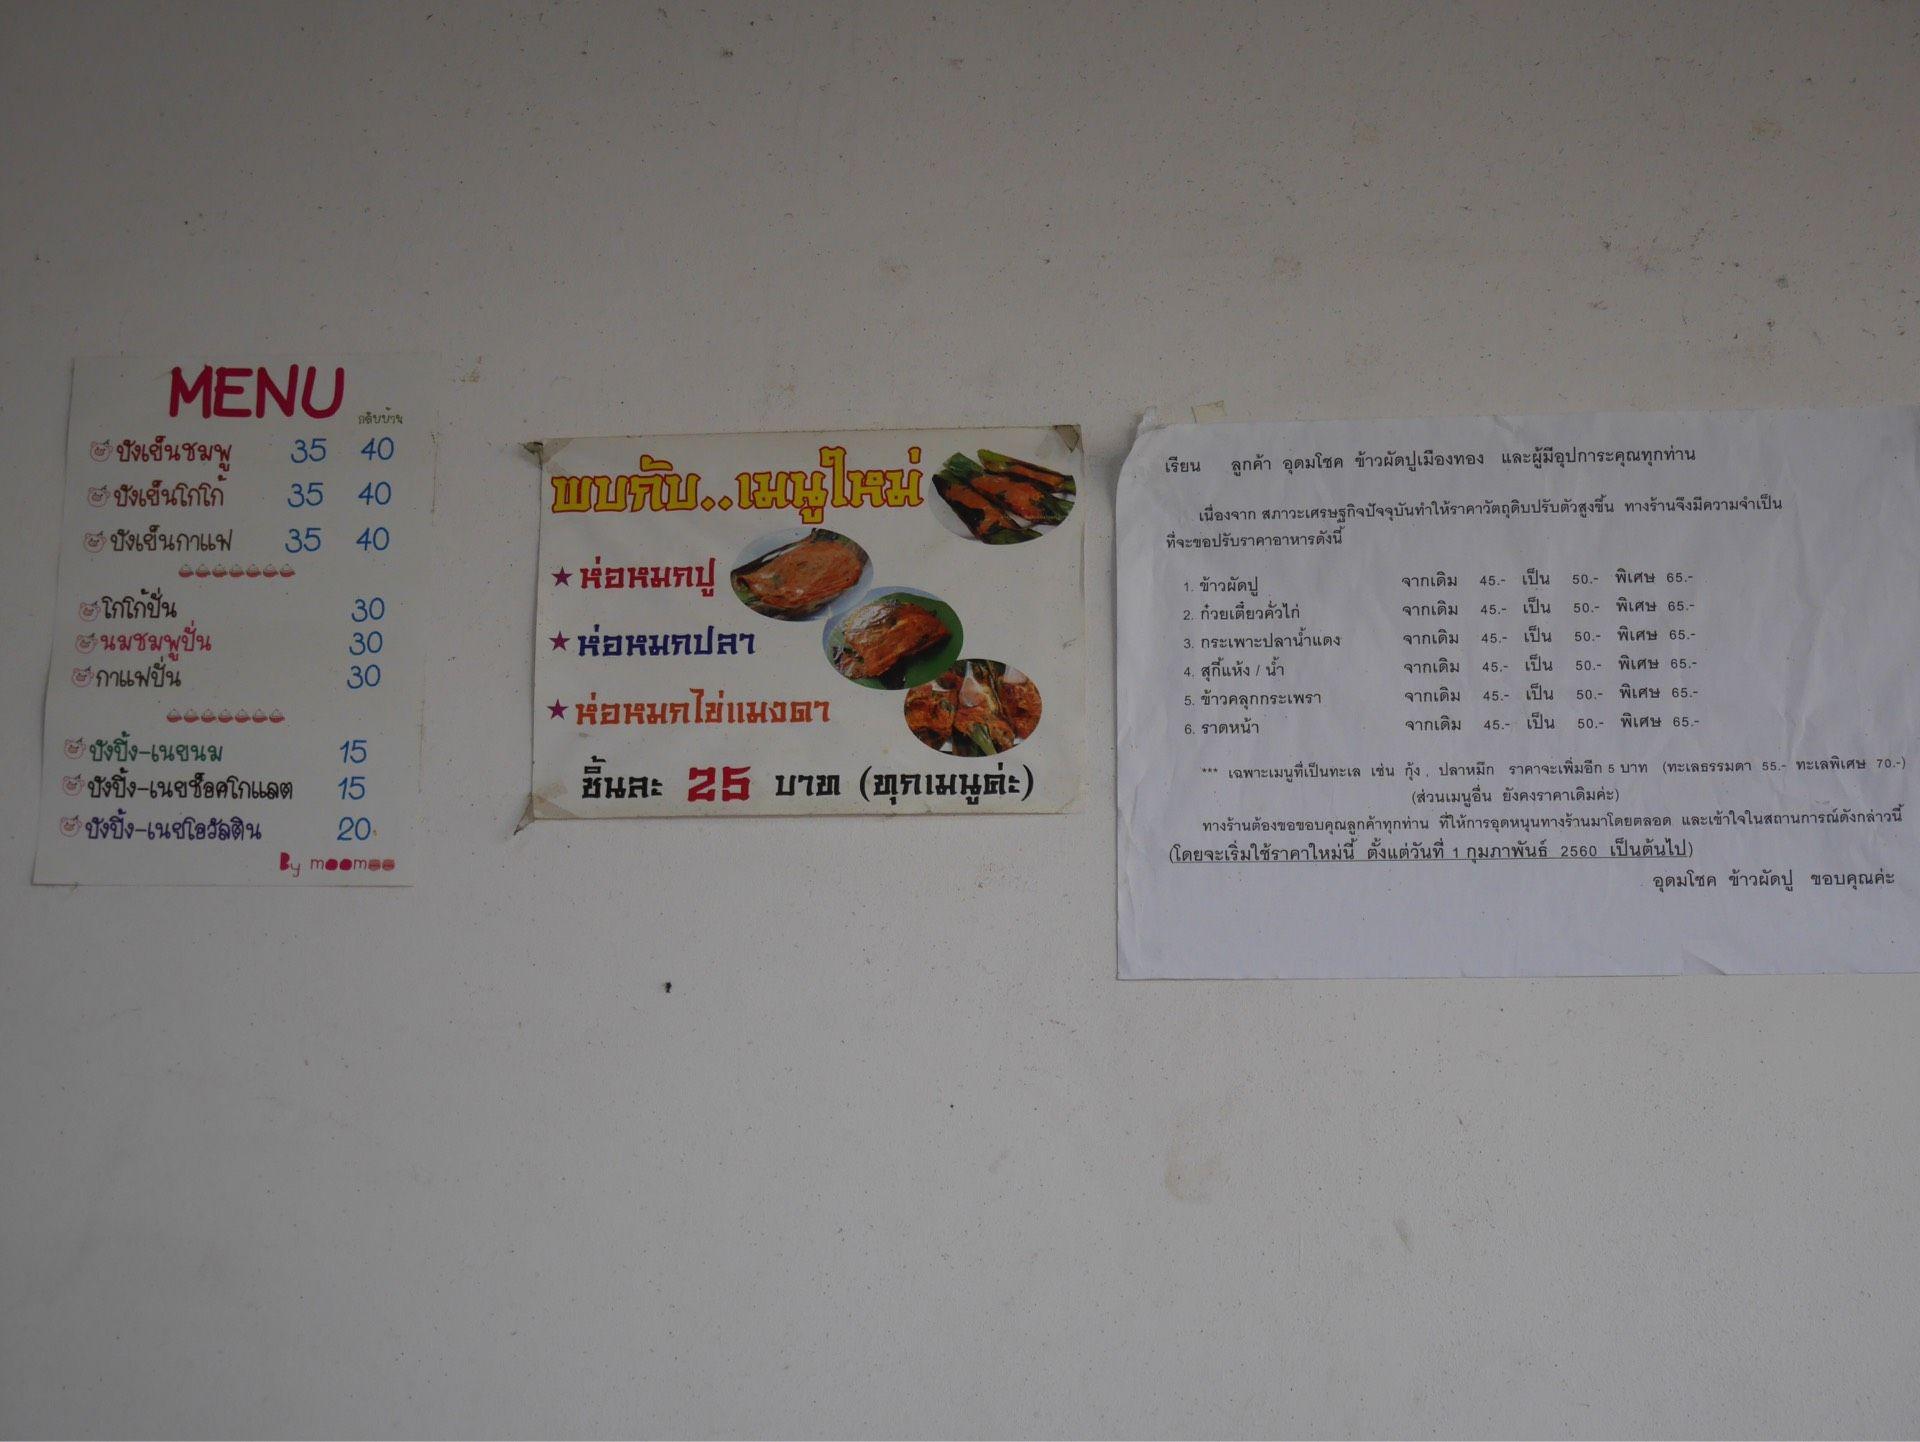 MENU
กลับบ้าน
ปังเย็นชมพู 35 40
ปังเย็นโกโก้ 35 40
ปังเย็นกาแฟ 35 40
โกโก้ปั่น 30
นมชมพูปั่น 30
กาแฟปั่น 30
ปังปิ้ง-เนยนม 15
ปังปิ้ง-เนยช็อคโกแลต 15
ปังปิ้ง-เนยโอวัลติน 20
By moomoo
พบกับ..เมนูใหม่
ห่อหมกปู
ห่อหมกปลา
ห่อหมกไข่แมงดา
ชิ้นละ 25 บาท (ทุกเมนูค่ะ)
เรียน ลูกค้า อุดมโชค ข้าวผัดปูเมืองทอง และผู้มีอุปการะคุณทุกท่าน
เนื่องจาก สภาวะเศรษฐกิจปัจจุบันทำให้ราคาวัตถุดิบปรับตัวสูงขึ้น ทางร้านจึงมีความจำเป็น
ที่จะขอปรับราคาอาหารดังนี้
1. ข้าวผัดปู จากเดิม 45.- เป็น 50.- พิเศษ 65.-
2. ก๋วยเตี๋ยวคั่วไก่ จากเดิม 45.- เป็น 50.- พิเศษ 65.-
3. กระเพาะปลาน้ำแดง จากเดิม 45.- เป็น 50.- พิเศษ 65.-
4. สุกี้แห้ง / น้ำ จากเดิม 45.- เป็น 50.- พิเศษ 65.-
5. ข้าวคลุกกระเพรา จากเดิม 45.- เป็น 50.- พิเศษ 65.-
6. ราดหน้า จากเดิม 45.- เป็น 50.- พิเศษ 65.-
*** เฉพาะเมนูที่เป็นทะเล เช่น กุ้ง , ปลาหมึก ราคาจะเพิ่มอีก 5 บาท (ทะเลธรรมดา 55.- ทะเลพิเศษ 70.-)
(ส่วนเมนูอื่น ยังคงราคาเดิมค่ะ)
ทางร้านต้องขอขอบคุณลูกค้าทุกท่าน ที่ให้การอุดหนุนทางร้านมาโดยตลอด และเข้าใจในสถานการณ์ดังกล่าวนี้
(โดยจะเริ่มใช้ราคาใหม่นี้ ตั้งแต่วันที่ 1 กุมภาพันธ์ 2560 เป็นต้นไป)
อุดมโชค ข้าวผัดปู ขอบคุณค่ะ